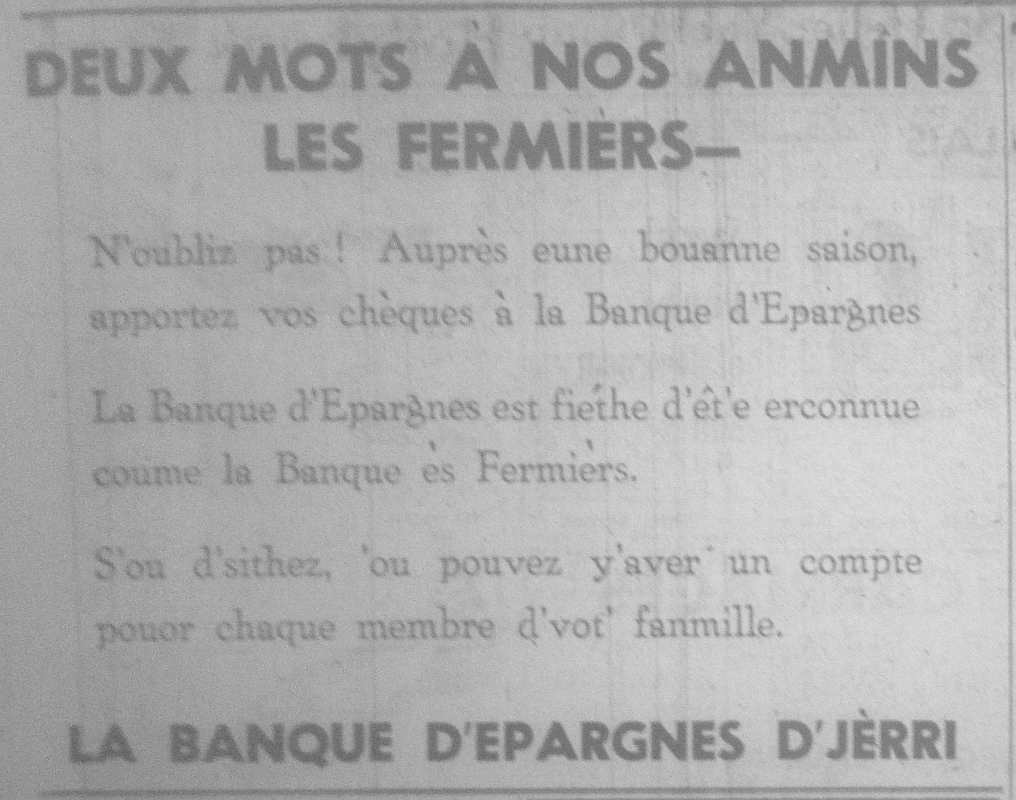 DEUX MOTS À NOS ANMÎNS
LES FERMIÈRS—
N'oubliz pas! Auprès eune bouanne saison,
apportez vos chèques à la Banque d'Epargnes
La Banque d'Epargnes est fiéthe d'êt'e erconnue
coume la Banque ès Fermièrs.
S'ou d'sithez, 'ou pouvez y'aver un compte
pouor chaque membre d'vot' fanmille.
LA BANQUE D'EPARGNES D'JÈRRI